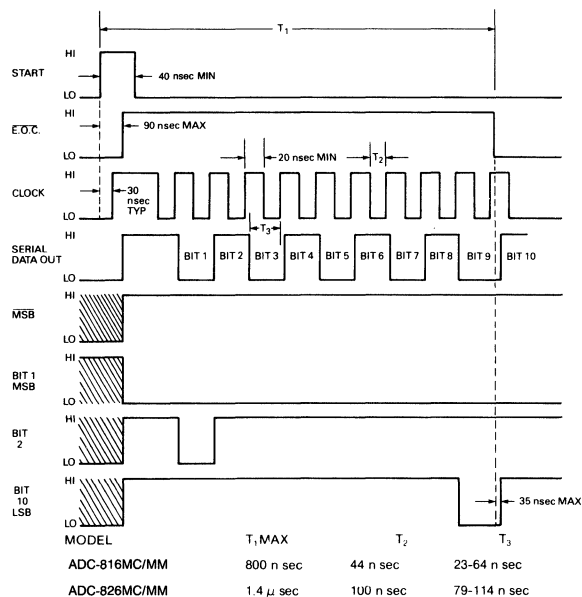 T₁
HI
START
40 nsec MIN
LO
HI
E.O.C.
90 nsec MAX
LO
20 nsec MIN
T₂
HI
CLOCK
30
nsec
TYP
LO
T₃
HI
SERIAL
DATA OUT
BIT 1 BIT 2 BIT 3 BIT 4 BIT 5 BIT 6 BIT 7 BIT 8 BIT 9 BIT 10
LO
HI
MSB
LO
HI
BIT 1
MSB
LO
HI
BIT
2
LO
HI
BIT
10
LSB
35 nsec MAX
LO
MODEL T₁ MAX T₂ T₃
ADC-816MC/MM 800 n sec 44 n sec 23-64 n sec
ADC-826MC/MM 1.4 μ sec 100 n sec 79-114 n sec